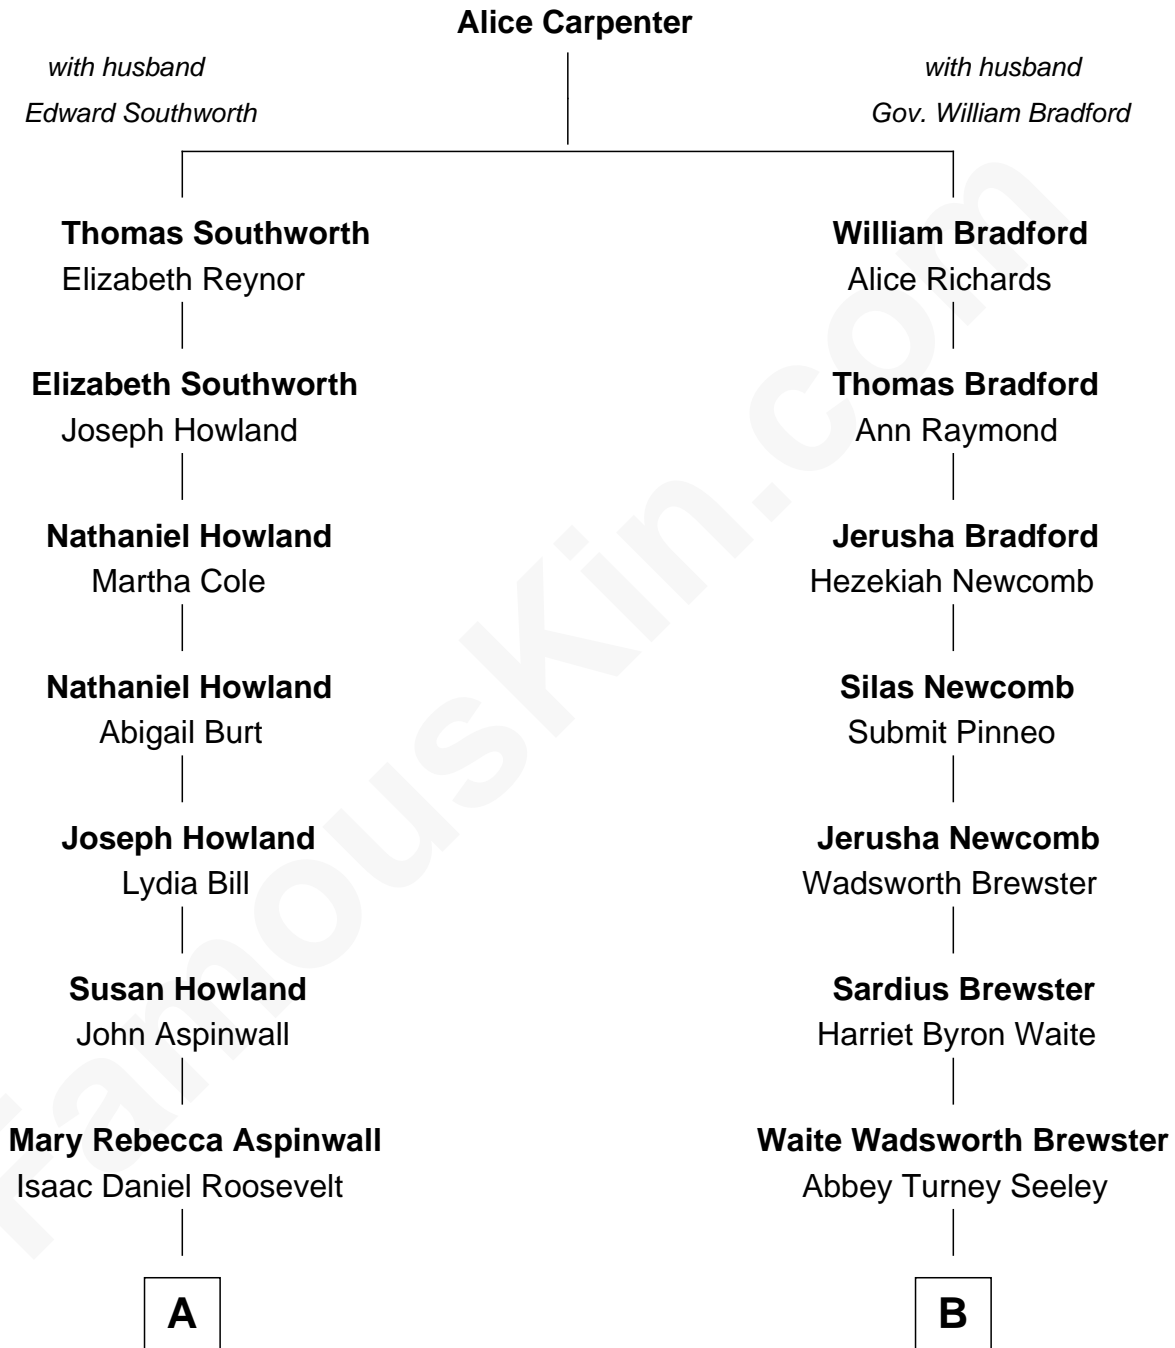 Alice Carpenter
with husband
Edward Southworth
with husband
Gov. William Bradford
Thomas Southworth
Elizabeth Reynor
William Bradford
Alice Richards
Elizabeth Southworth
Joseph Howland
Thomas Bradford
Ann Raymond
Nathaniel Howland
Martha Cole
Jerusha Bradford
Hezekiah Newcomb
Nathaniel Howland
Abigail Burt
Silas Newcomb
Submit Pinneo
Joseph Howland
Lydia Bill
Jerusha Newcomb
Wadsworth Brewster
Susan Howland
John Aspinwall
Sardius Brewster
Harriet Byron Waite
Mary Rebecca Aspinwall
Isaac Daniel Roosevelt
Waite Wadsworth Brewster
Abbey Turney Seeley
A
B
FamousKin.com